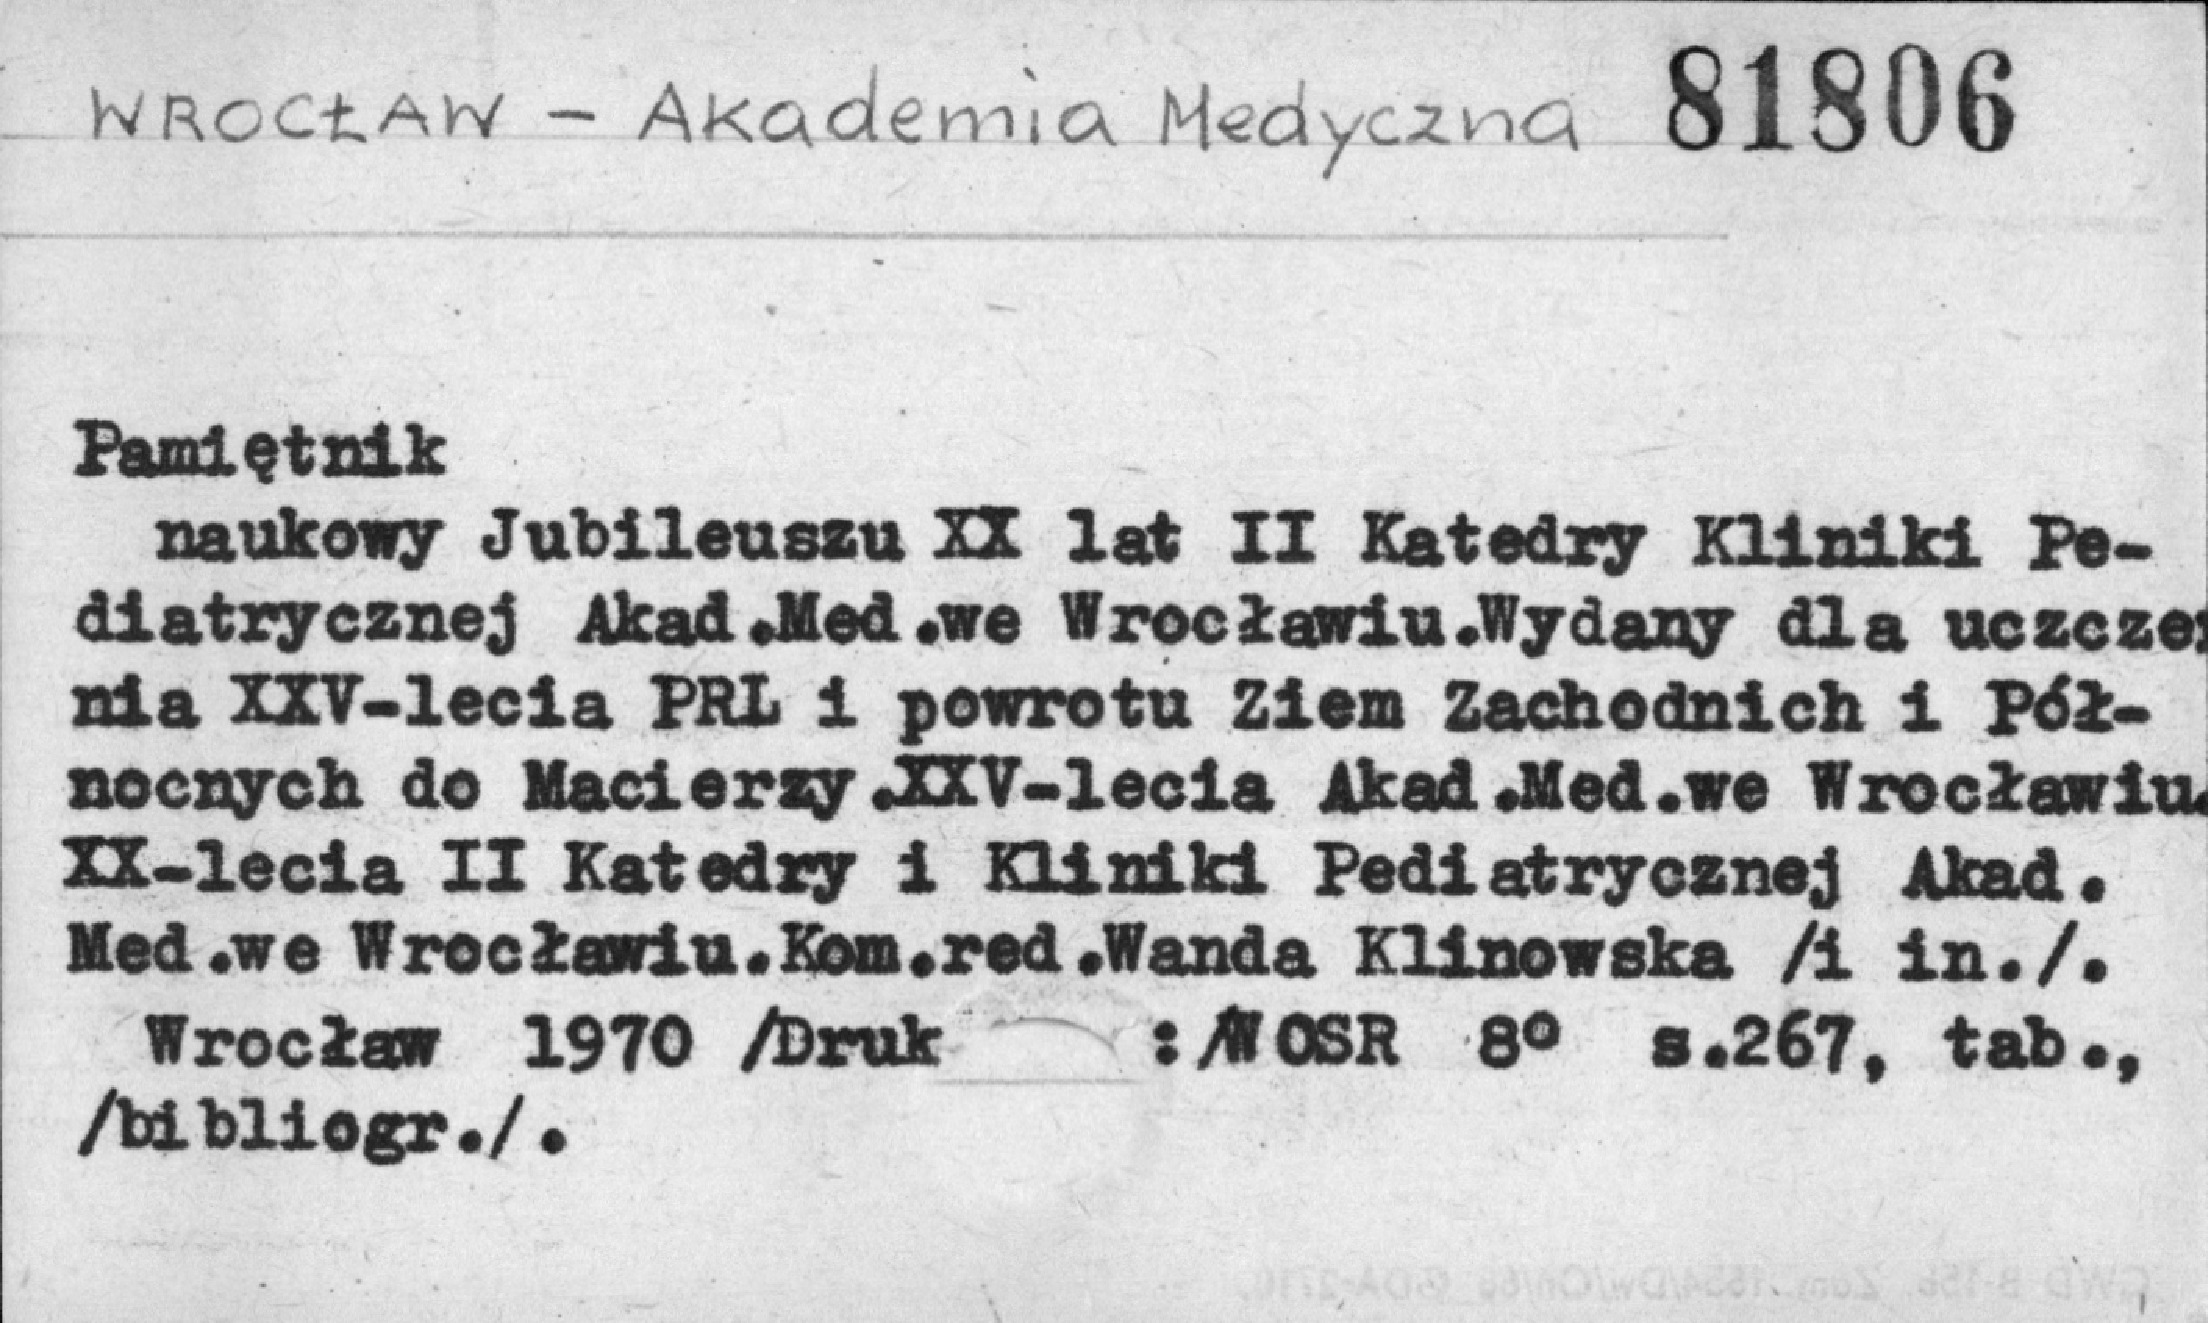 WROCŁAW – Akademia Medyczna 81806
Pamiętnik
naukowy Jubileuszu XX lat II Katedry Kliniki Pe-
diatrycznej Akad.Med.we Wrocławiu.Wydany dla uczcze
nia XXV-lecia PRL i powrotu Ziem Zachodnich i Pół-
nocnych do Macierzy.XXV-lecia Akad.Med.we Wrocławiu.
XX-lecia II Katedry i Kliniki Pediatrycznej Akad.
Med.we Wrocławiu.Kom.red.Wanda Klinowska /i in./.
Wrocław 1970 /Druk :/WOSR 8º s.267, tab.,
/bibliogr./.